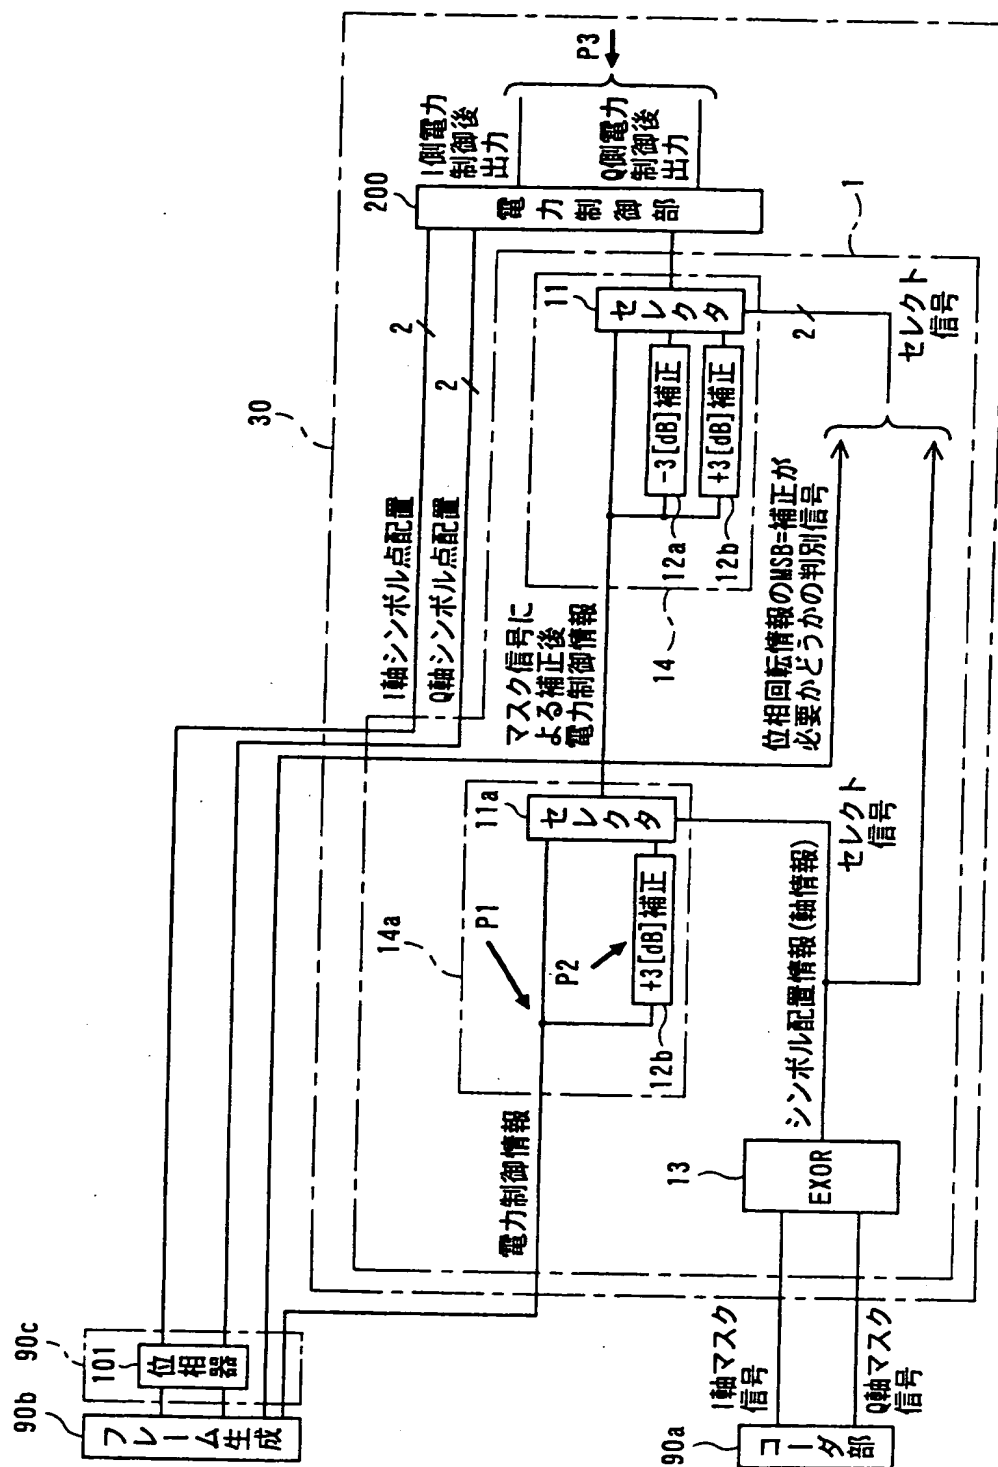 30
P3
I側電力
制御後
出力
Q側電力
制御後
出力
200
電力制御部
1
2
2
I軸シンボル点配置
Q軸シンボル点配置
11
セレクタ
-3[dB]補正
+3[dB]補正
12a
12b
14
2
セレクト
信号
マスク信号に
よる補正後
電力制御情報
位相回転情報のMSB=補正が
必要かどうかの判別信号
11a
セレクタ
14a
P1
P2
+3[dB]補正
12b
セレクト
信号
シンボル配置情報(軸情報)
電力制御情報
13
EXOR
90c
101
位相器
90b
フレーム生成
I軸マスク
信号
Q軸マスク
信号
90a
コーダ部